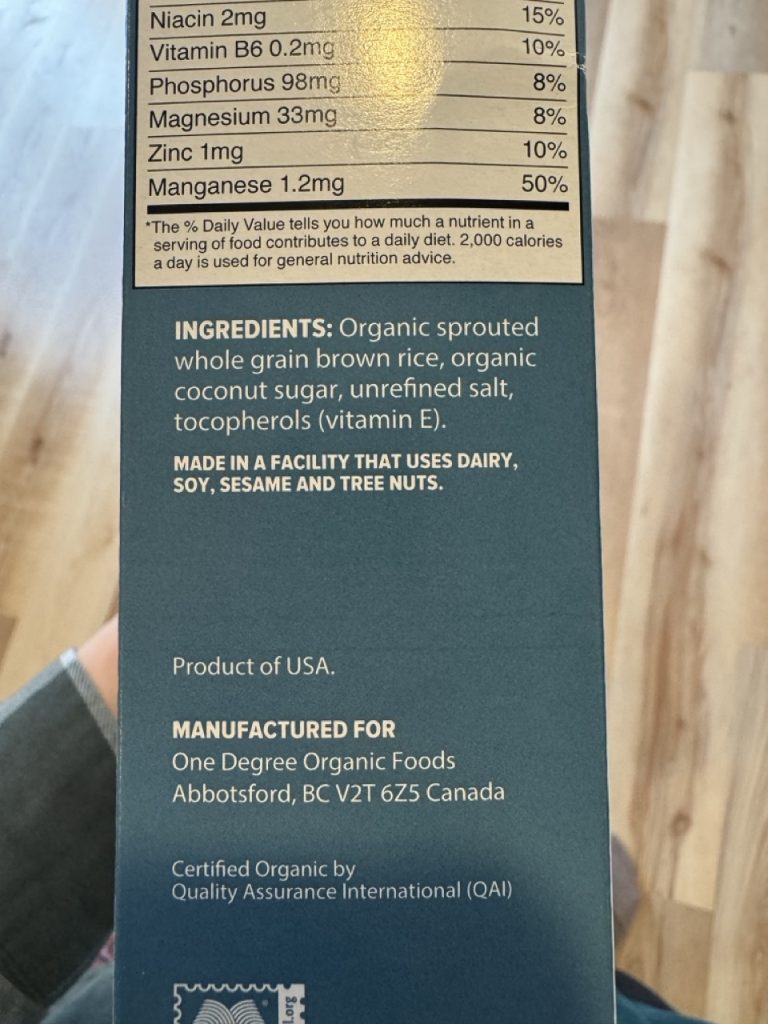 Niacin 2mg 15%
Vitamin B6 0.2mg 10%
Phosphorus 98mg 8%
Magnesium 33mg 8%
Zinc 1mg 10%
Manganese 1.2mg 50%
*The % Daily Value tells you how much a nutrient in a
serving of food contributes to a daily diet. 2,000 calories
a day is used for general nutrition advice.
INGREDIENTS: Organic sprouted
whole grain brown rice, organic
coconut sugar, unrefined salt,
tocopherols (vitamin E).
MADE IN A FACILITY THAT USES DAIRY,
SOY, SESAME AND TREE NUTS.
Product of USA.
MANUFACTURED FOR
One Degree Organic Foods
Abbotsford, BC V2T 6Z5 Canada
Certified Organic by
Quality Assurance International (QAI)
l.org